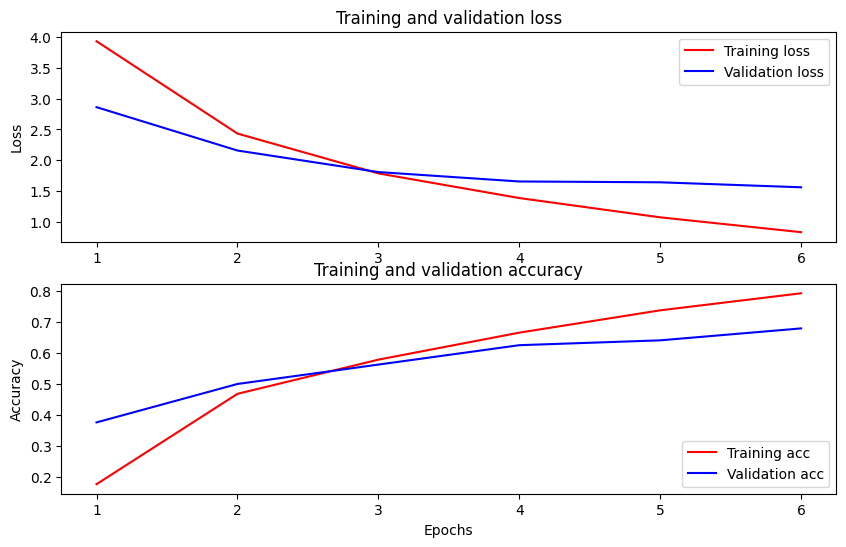 Training and validation loss
4.0
3.5
3.0
2.5
2.0
1.5
1.0
Loss
Training loss
Validation loss
1 2 3 4 5 6
Training and validation accuracy
0.8
0.7
0.6
0.5
0.4
0.3
0.2
Accuracy
Training acc
Validation acc
1 2 3 4 5 6
Epochs